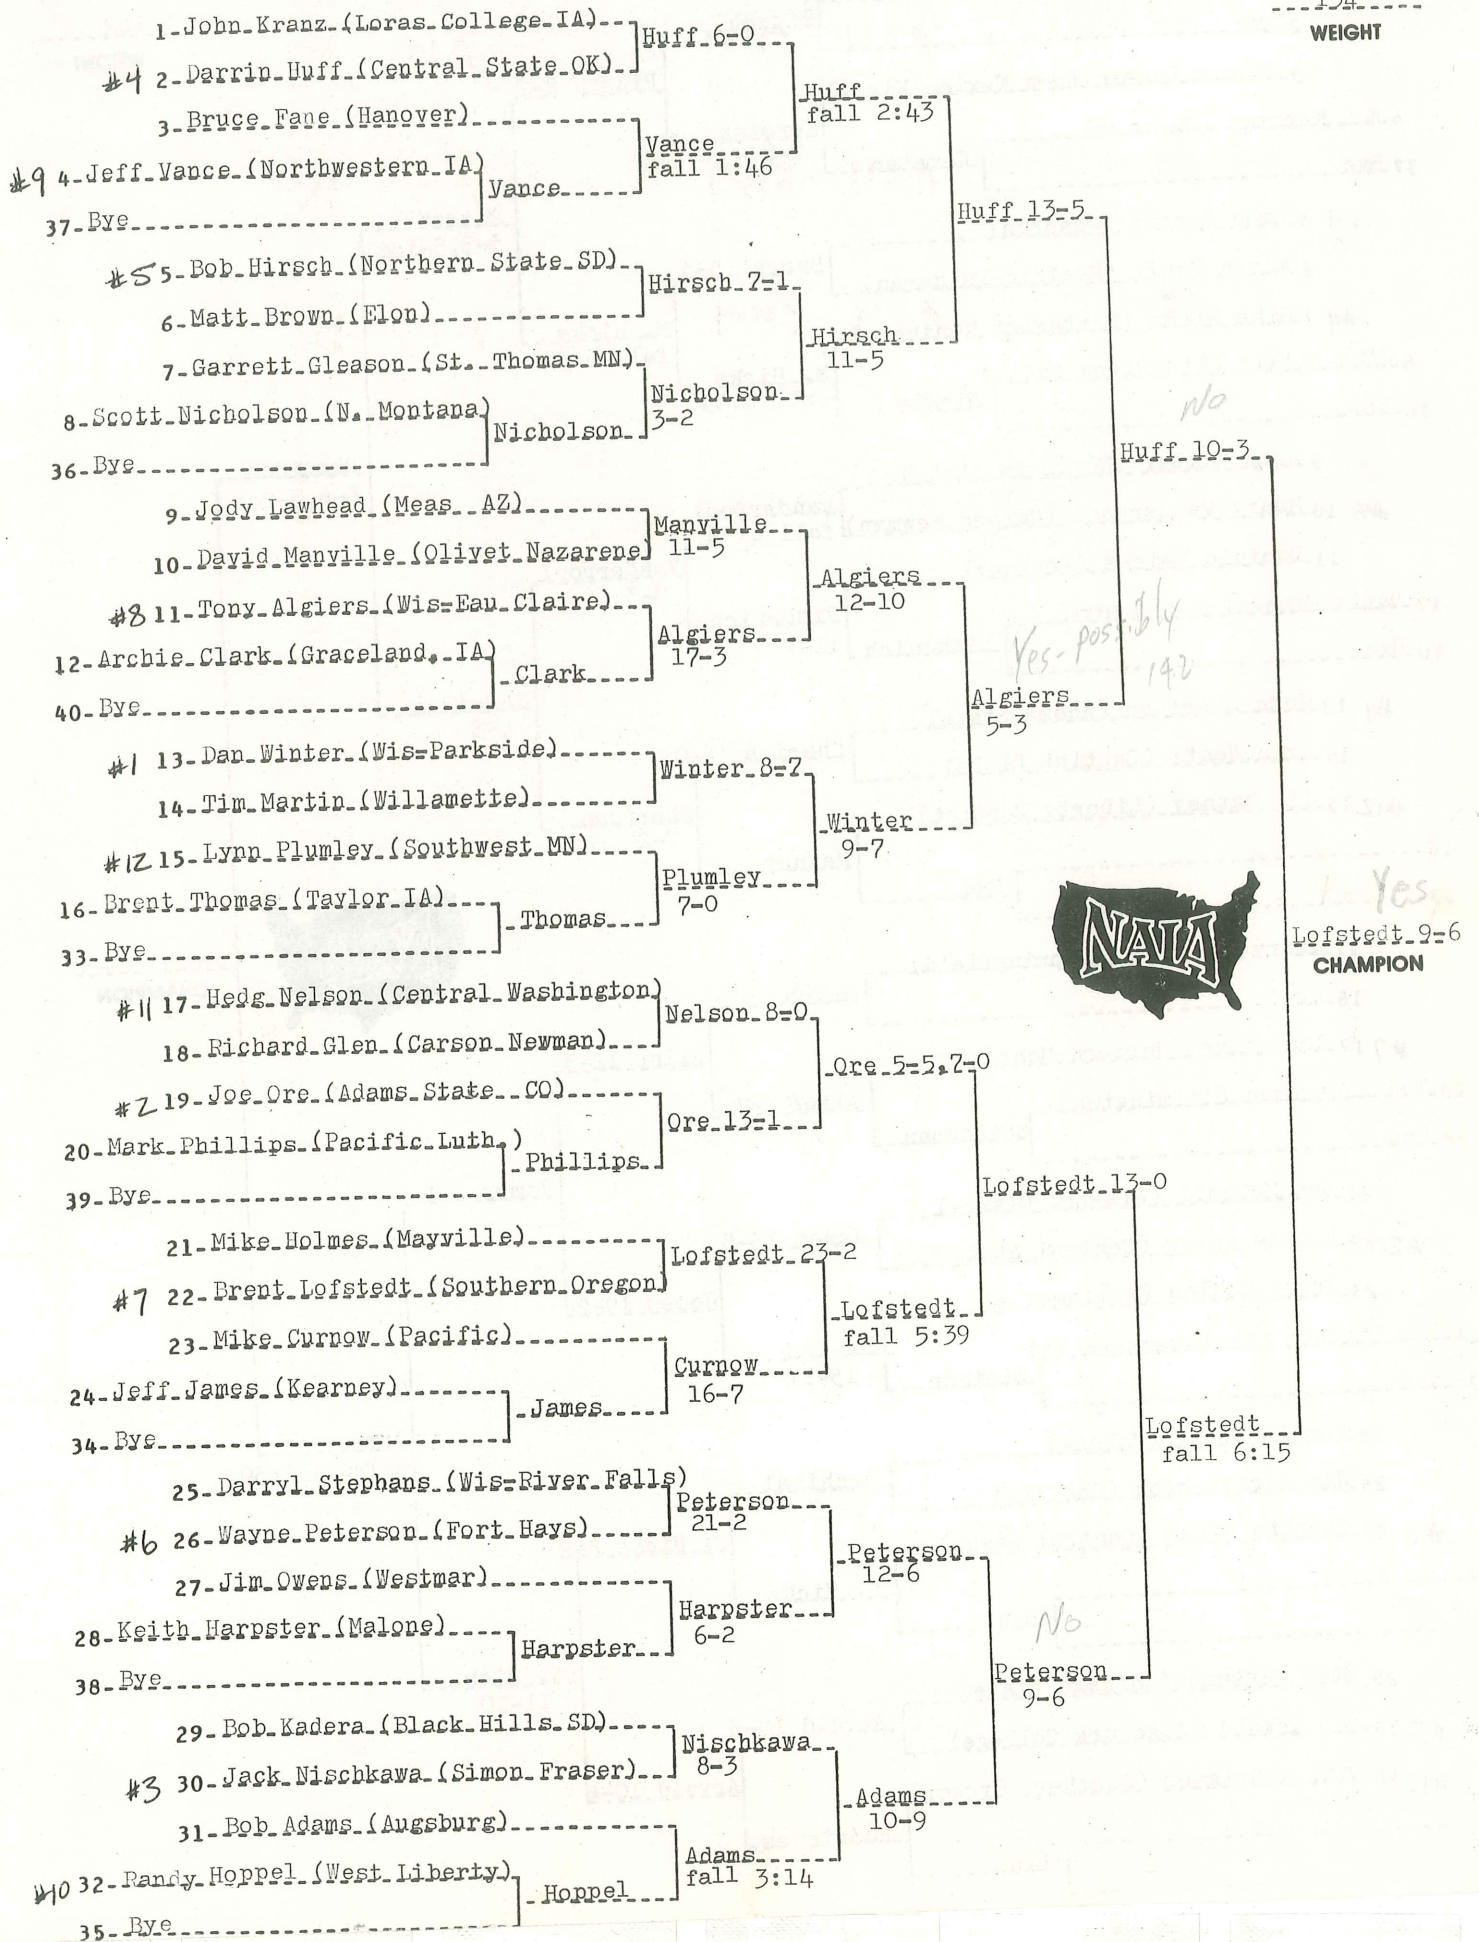 134
WEIGHT
1-John Kranz (Loras College IA)
Huff 6-0
#4 2-Darrin Huff (Central State OK)
Huff
fall 2:43
3-Bruce Fane (Hanover)
Vance
fall 1:46
#9 4-Jeff Vance (Northwestern IA)
Vance
37-Bye
Huff 13-5
#5 5-Bob Hirsch (Northern State SD)
Hirsch 7-1
6-Matt Brown (Elon)
Hirsch
11-5
7-Garrett Gleason (St. Thomas MN)
Nicholson
3-2
8-Scott Nicholson (N. Montana)
Nicholson
36-Bye
No
Huff 10-3
9-Jody Lawhead (Meas. AZ)
Manville
11-5
10-David Manville (Olivet Nazarene)
Algiers
12-10
#8 11-Tony Algiers (Wis-Eau Claire)
Algiers
17-3
12-Archie Clark (Graceland, IA)
Clark
40-Bye
Yes-possibly
142
Algiers
5-3
#1 13-Dan Winter (Wis-Parkside)
Winter 8-7
14-Tim Martin (Willamette)
Winter
9-7
#12 15-Lynn Plumley (Southwest MN)
Plumley
7-0
16-Brent Thomas (Taylor IA)
Thomas
33-Bye
NAIA
Yes
Lofstedt 9-6
CHAMPION
#11 17-Hedg Nelson (Central Washington)
Nelson 8-0
18-Richard Glen (Carson Newman)
Ore 5-5,7-0
#2 19-Joe Ore (Adams State CO)
Ore 13-1
20-Mark Phillips (Pacific Luth.)
Phillips
39-Bye
Lofstedt 13-0
21-Mike Holmes (Mayville)
Lofstedt 23-2
#7 22-Brent Lofstedt (Southern Oregon)
Lofstedt
fall 5:39
23-Mike Curnow (Pacific)
Curnow
16-7
24-Jeff James (Kearney)
James
34-Bye
Lofstedt
fall 6:15
25-Darryl Stephans (Wis-River Falls)
Peterson
21-2
#6 26-Wayne Peterson (Fort Hays)
Peterson
12-6
27-Jim Owens (Westmar)
Harpster
6-2
28-Keith Harpster (Malone)
Harpster
38-Bye
No
Peterson
9-6
29-Bob Kadera (Black Hills SD)
Nischkawa
8-3
#3 30-Jack Nischkawa (Simon Fraser)
Adams
10-9
31-Bob Adams (Augsburg)
Adams
fall 3:14
#10 32-Randy Hoppel (West Liberty)
Hoppel
35-Bye